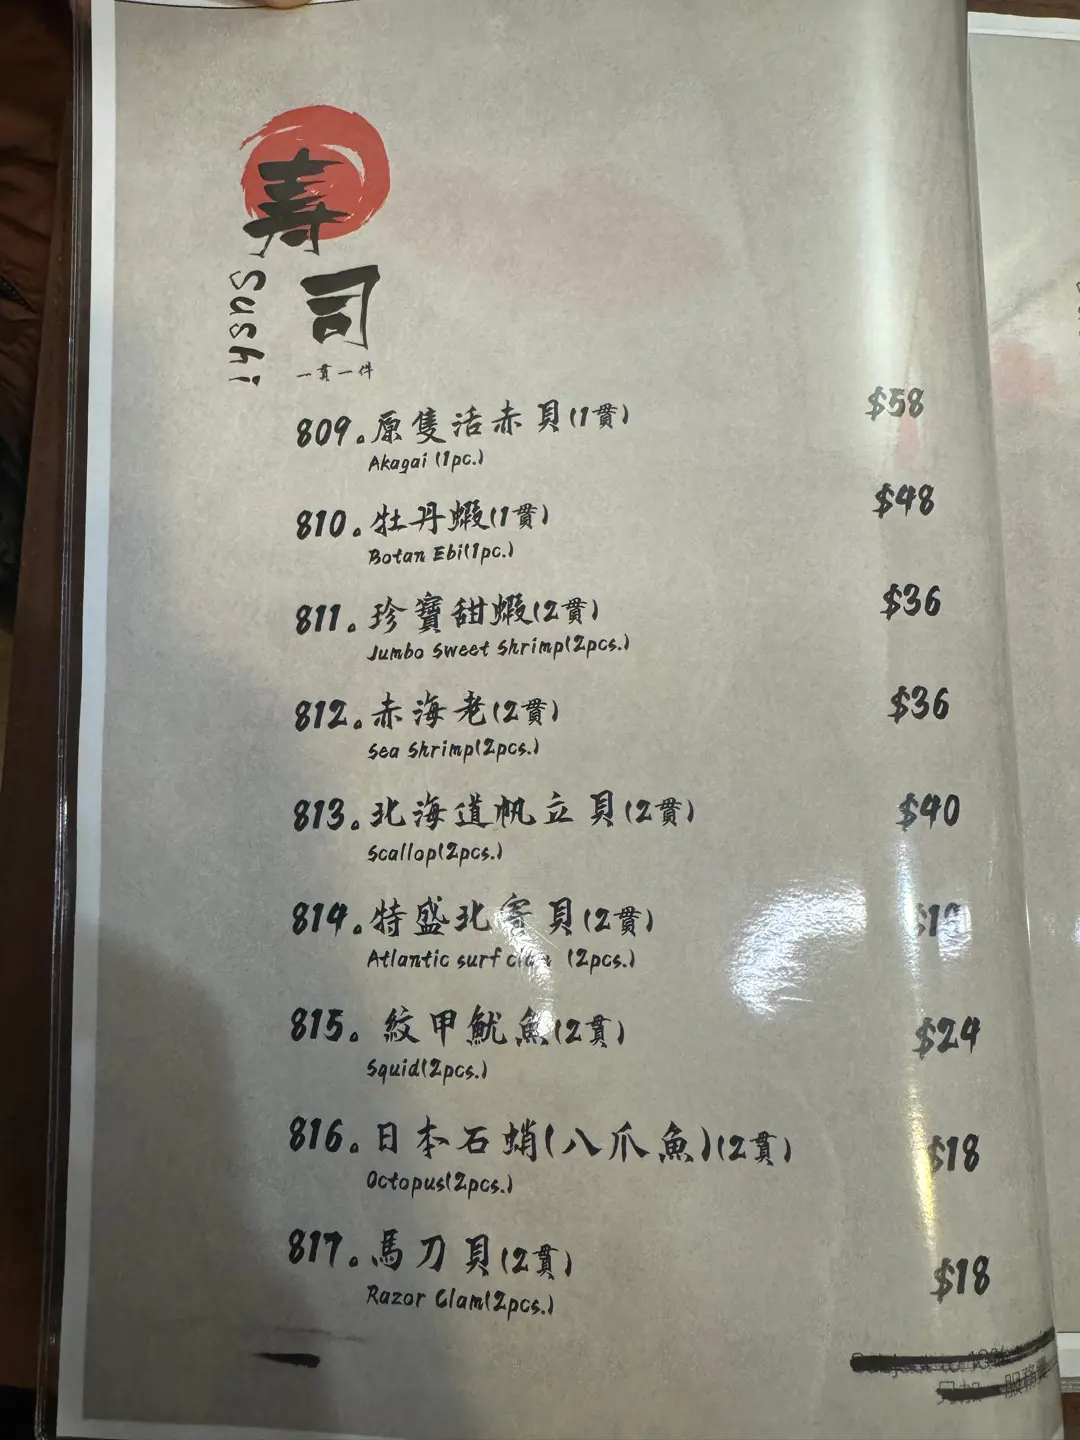 寿司
Sushi
一貫一件
809。原隻活赤貝(1貫) $58
Akagai (1pc.)
810。牡丹蝦(1貫) $48
Botan Ebi(1pc.)
811。珍寶甜蝦(2貫) $36
Jumbo Sweet Shrimp(2pcs.)
812。赤海老(2貫) $36
Sea Shrimp(2pcs.)
813。北海道帆立貝(2貫) $40
Scallop(2pcs.)
814。特盛北寄貝(2貫)
Atlantic surf clam (2pcs.)
815。紋甲魷魚(2貫) $24
Squid(2pcs.)
816。日本石蛸(八爪魚)(2貫) $18
Octopus(2pcs.)
817。馬刀貝(2貫) $18
Razor Clam(2pcs.)
服務費